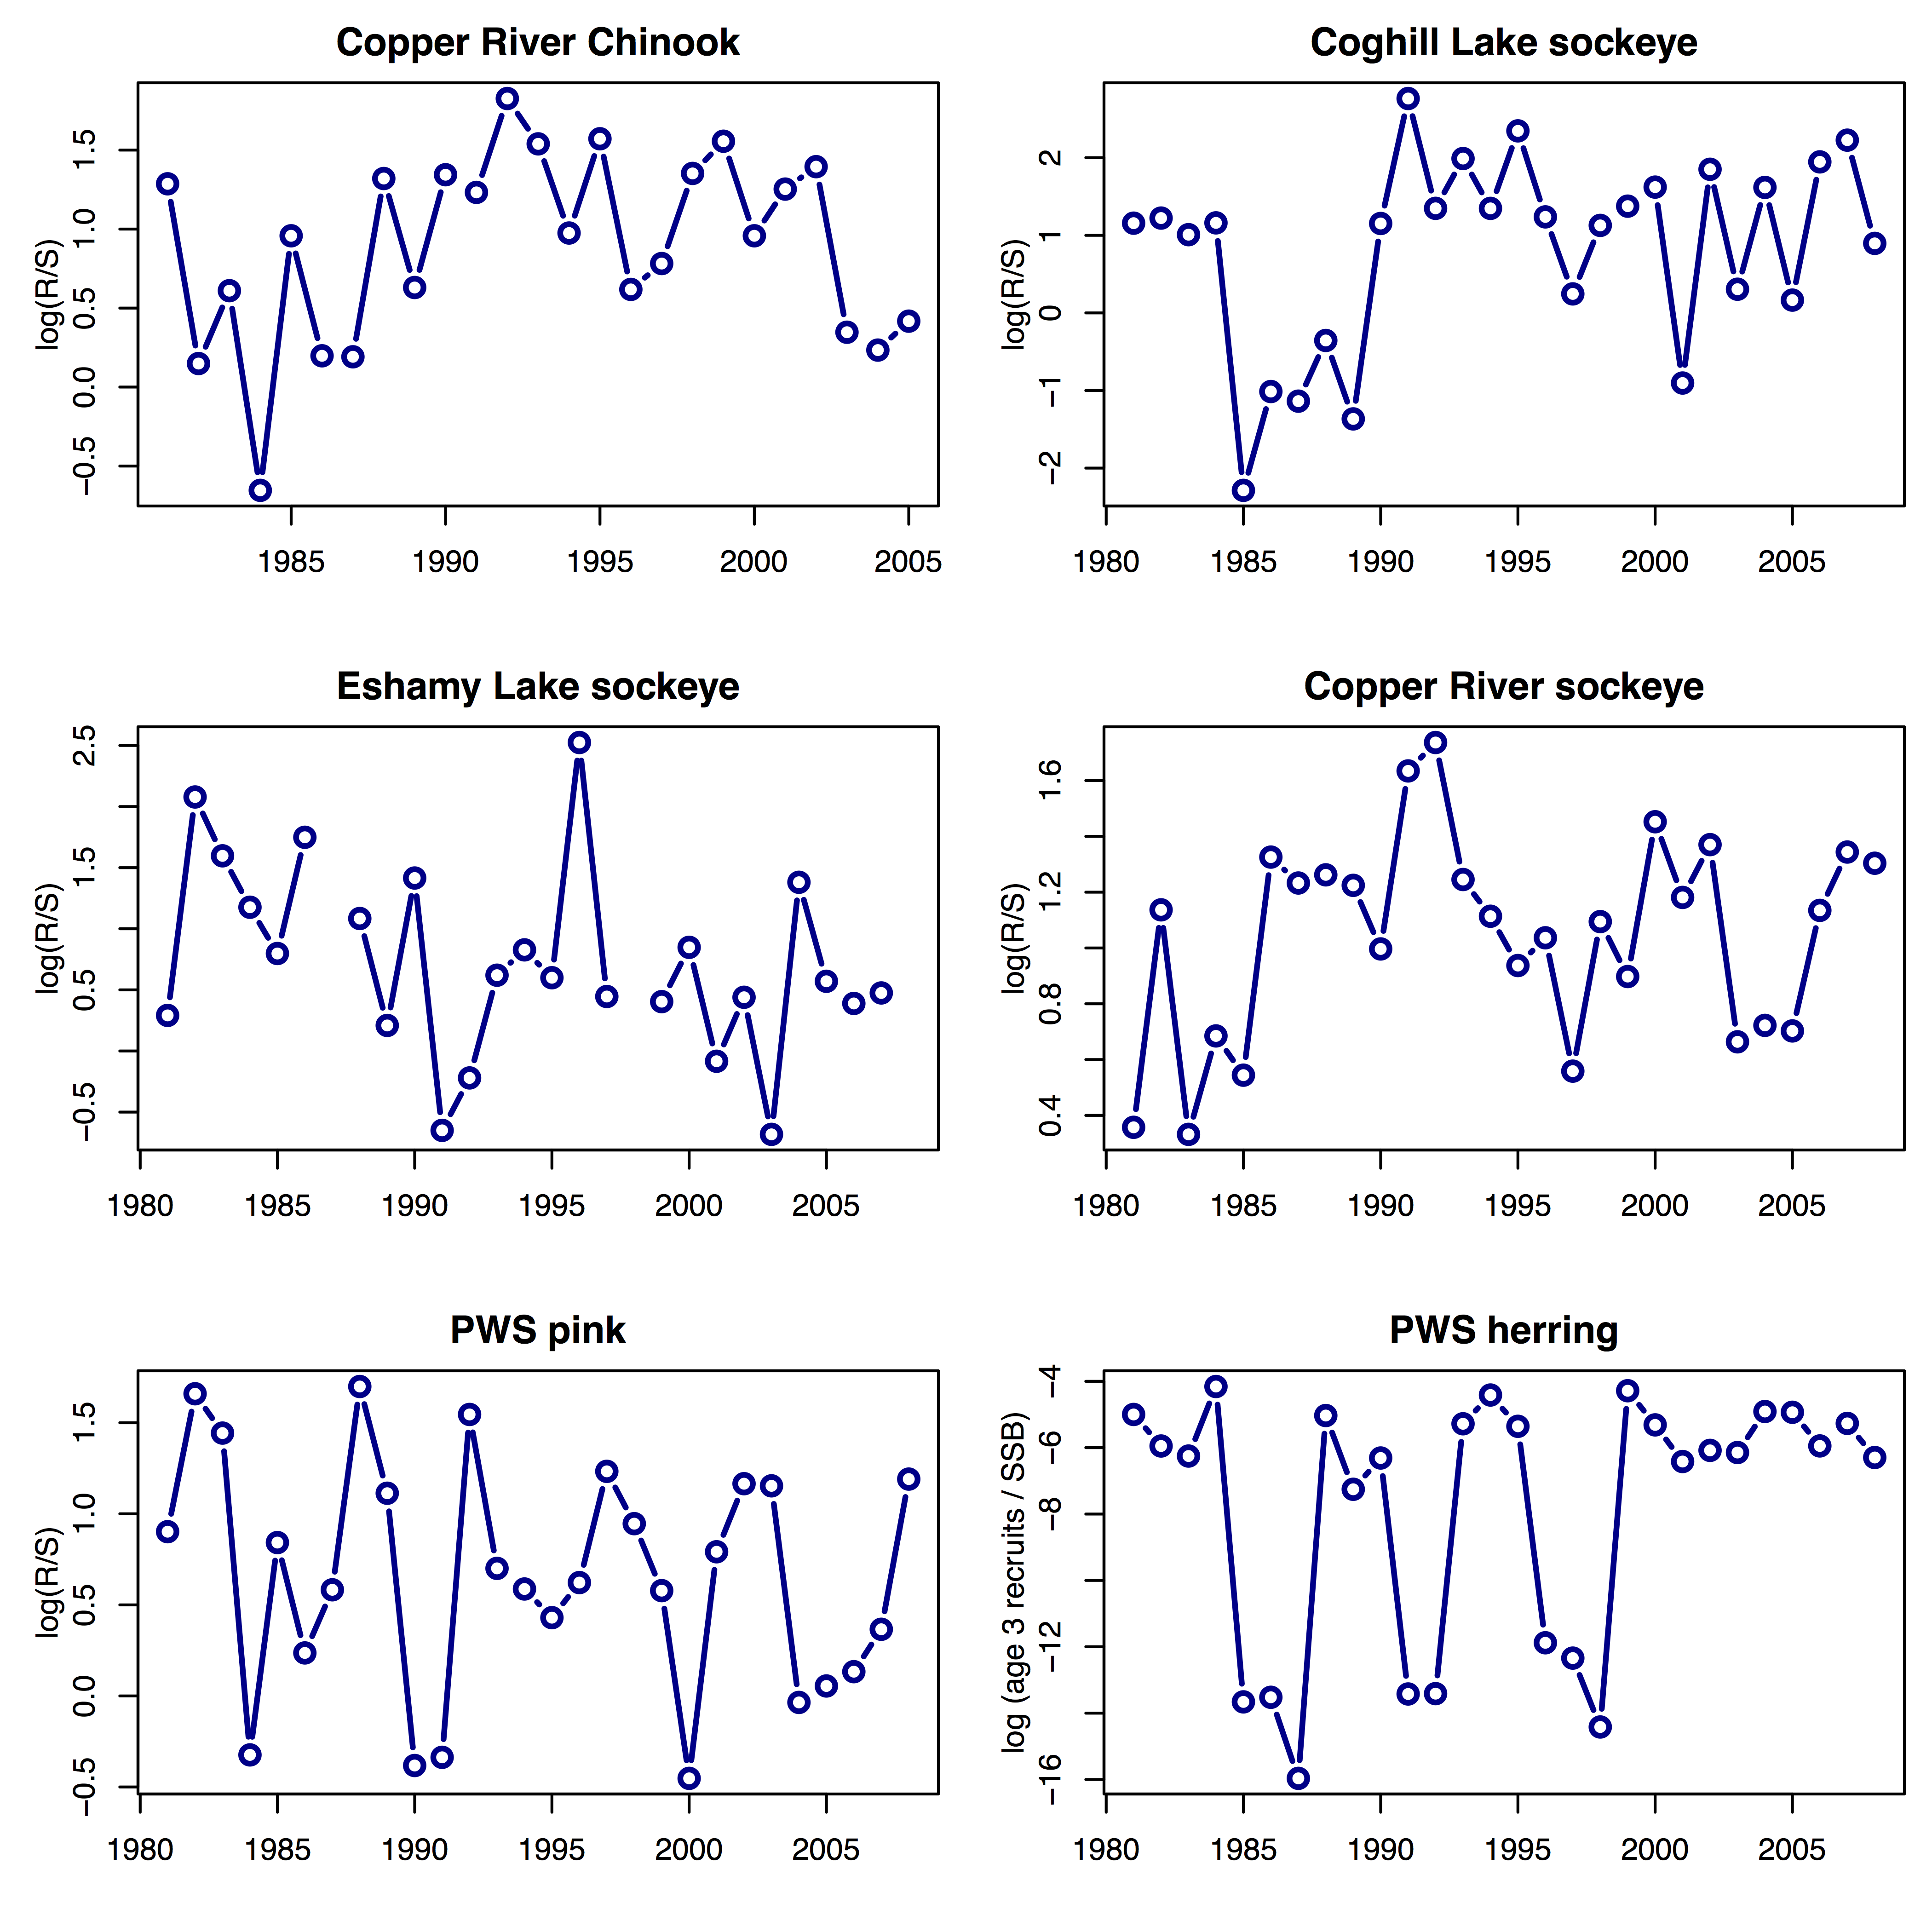 Copper River Chinook
log(R/S)
1.5
1.0
0.5
0.0
−0.5
1985 1990 1995 2000 2005
Coghill Lake sockeye
log(R/S)
2
1
0
−1
−2
1980 1985 1990 1995 2000 2005
Eshamy Lake sockeye
log(R/S)
2.5
1.5
0.5
−0.5
1980 1985 1990 1995 2000 2005
Copper River sockeye
log(R/S)
1.6
1.2
0.8
0.4
1980 1985 1990 1995 2000 2005
PWS pink
log(R/S)
1.5
1.0
0.5
0.0
−0.5
1980 1985 1990 1995 2000 2005
PWS herring
log (age 3 recruits / SSB)
−4
−6
−8
−12
−16
1980 1985 1990 1995 2000 2005